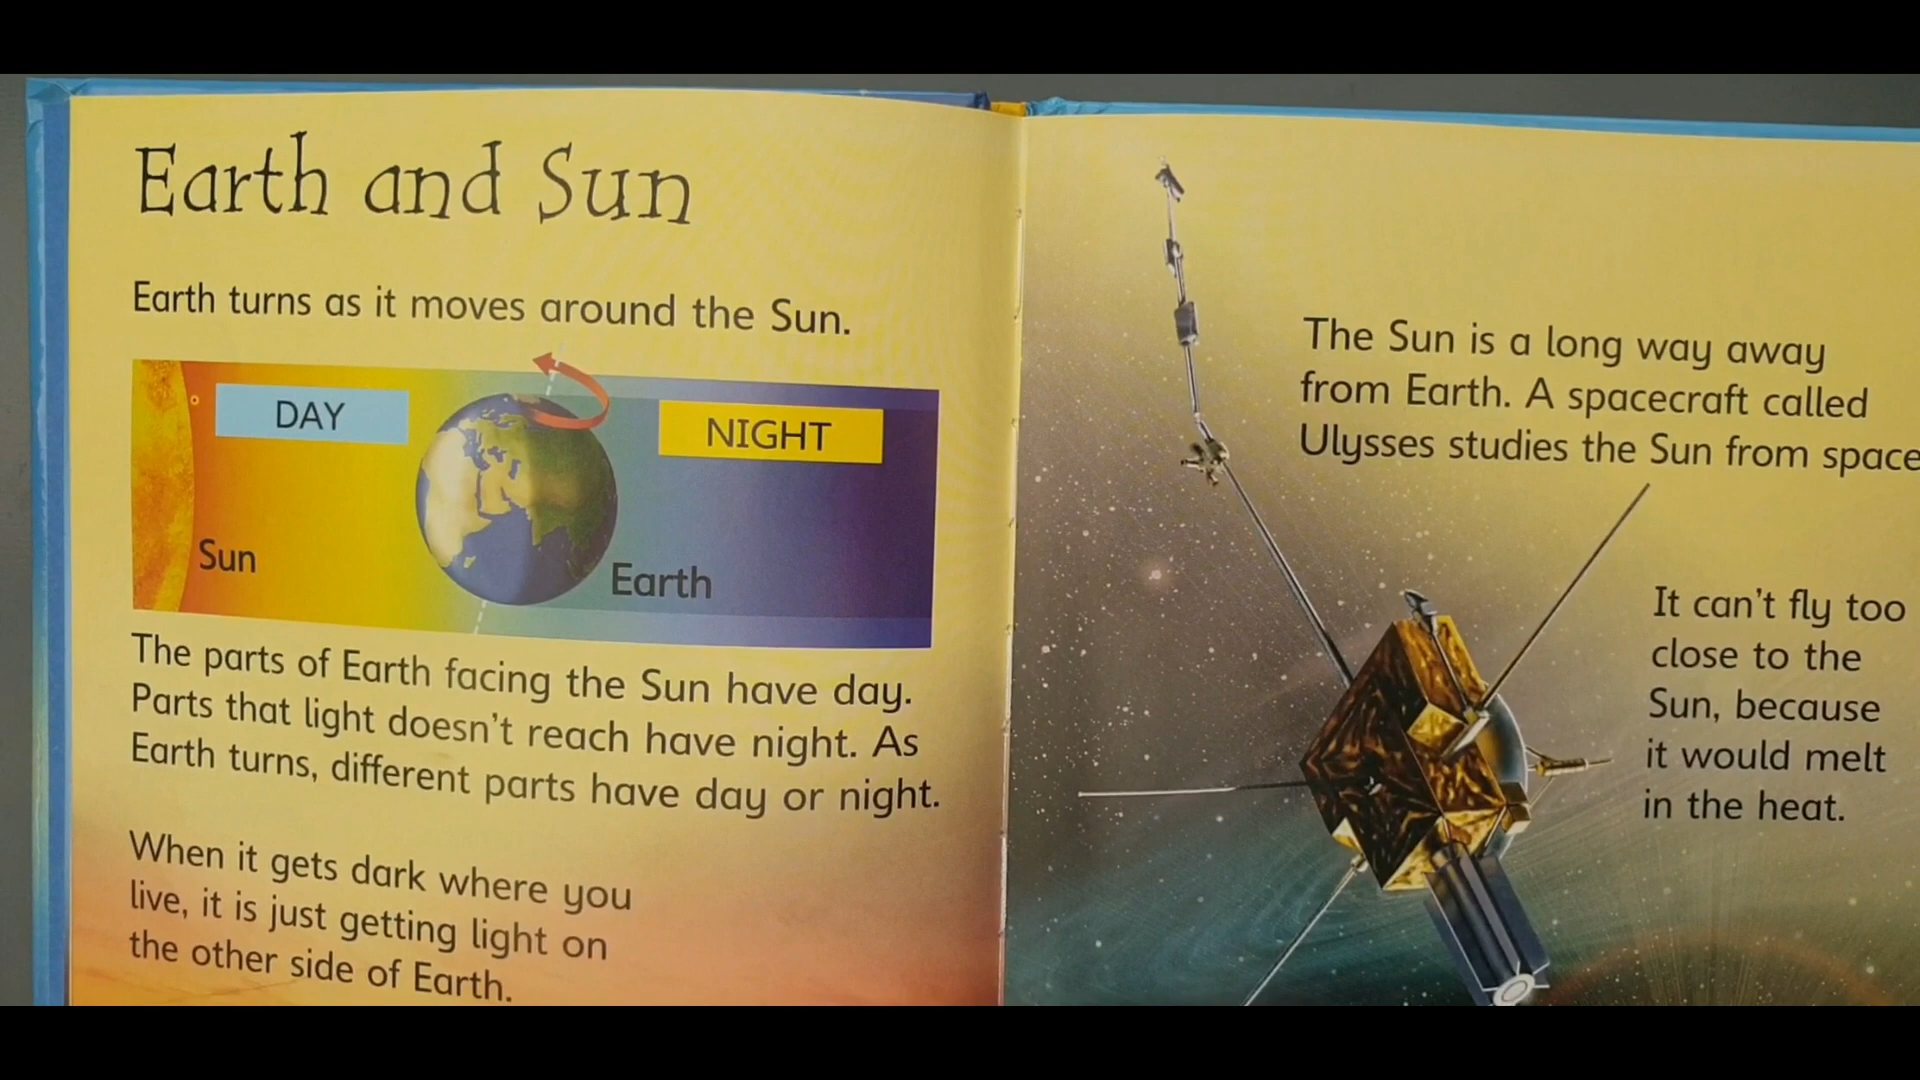 Earth and Sun
Earth turns as it moves around the Sun.
DAY
NIGHT
Sun
Earth
The parts of Earth facing the Sun have day.
Parts that light doesn't reach have night. As
Earth turns, different parts have day or night.
When it gets dark where you
live, it is just getting light on
the other side of Earth.
The Sun is a long way away
from Earth. A spacecraft called
Ulysses studies the Sun from space
It can't fly too
close to the
Sun, because
it would melt
in the heat.